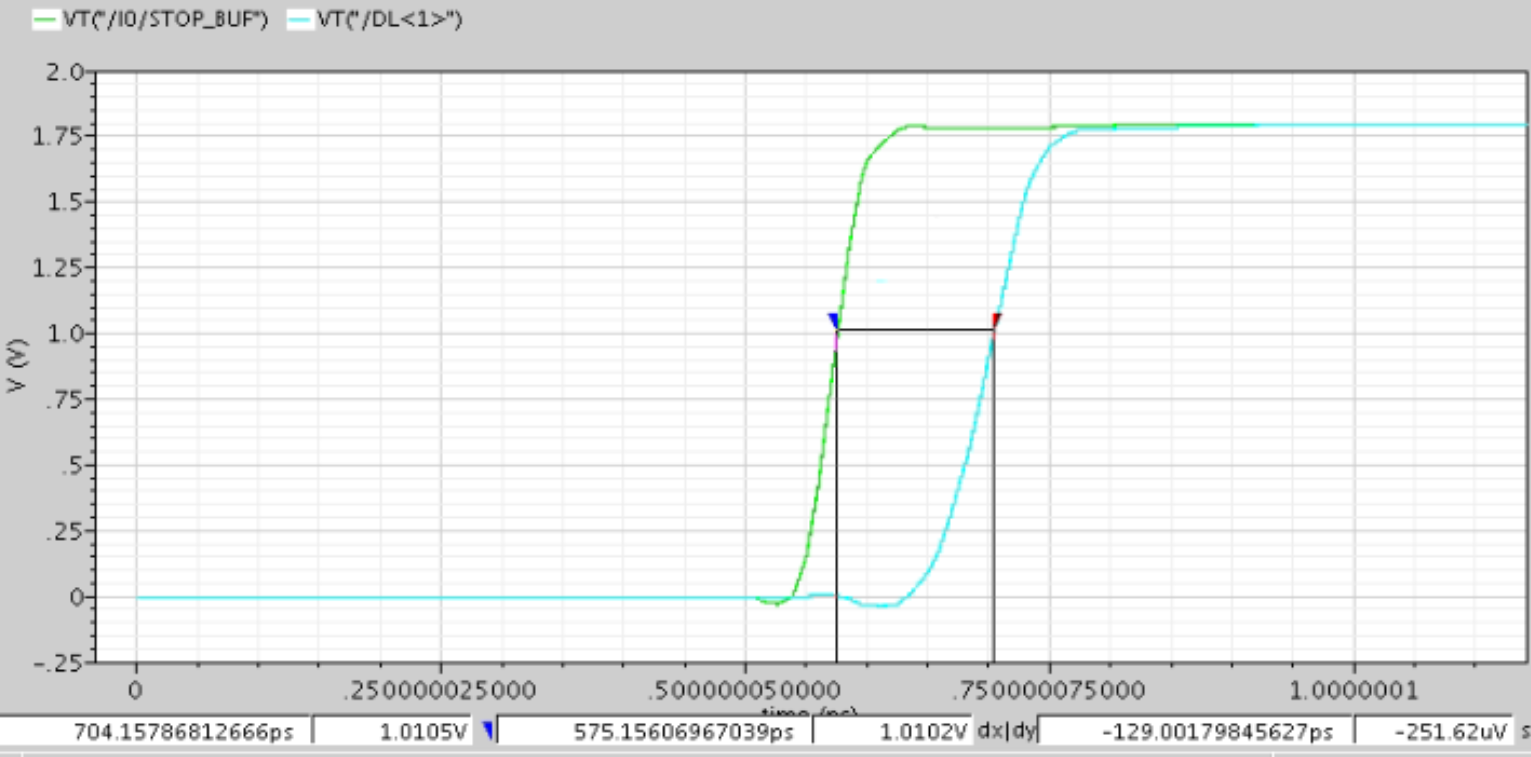 VT("/I0/STOP_BUF") VT("/DL<1>")
2.0
1.75
1.5
1.25
1.0
.75
.5
.25
0
-.25
V (V)
0 .250000025000 .500000050000 .750000075000 1.0000001
time (ns)
704.15786812666ps 1.0105V 575.15606967039ps 1.0102V dx|dy -129.00179845627ps -251.62uV s